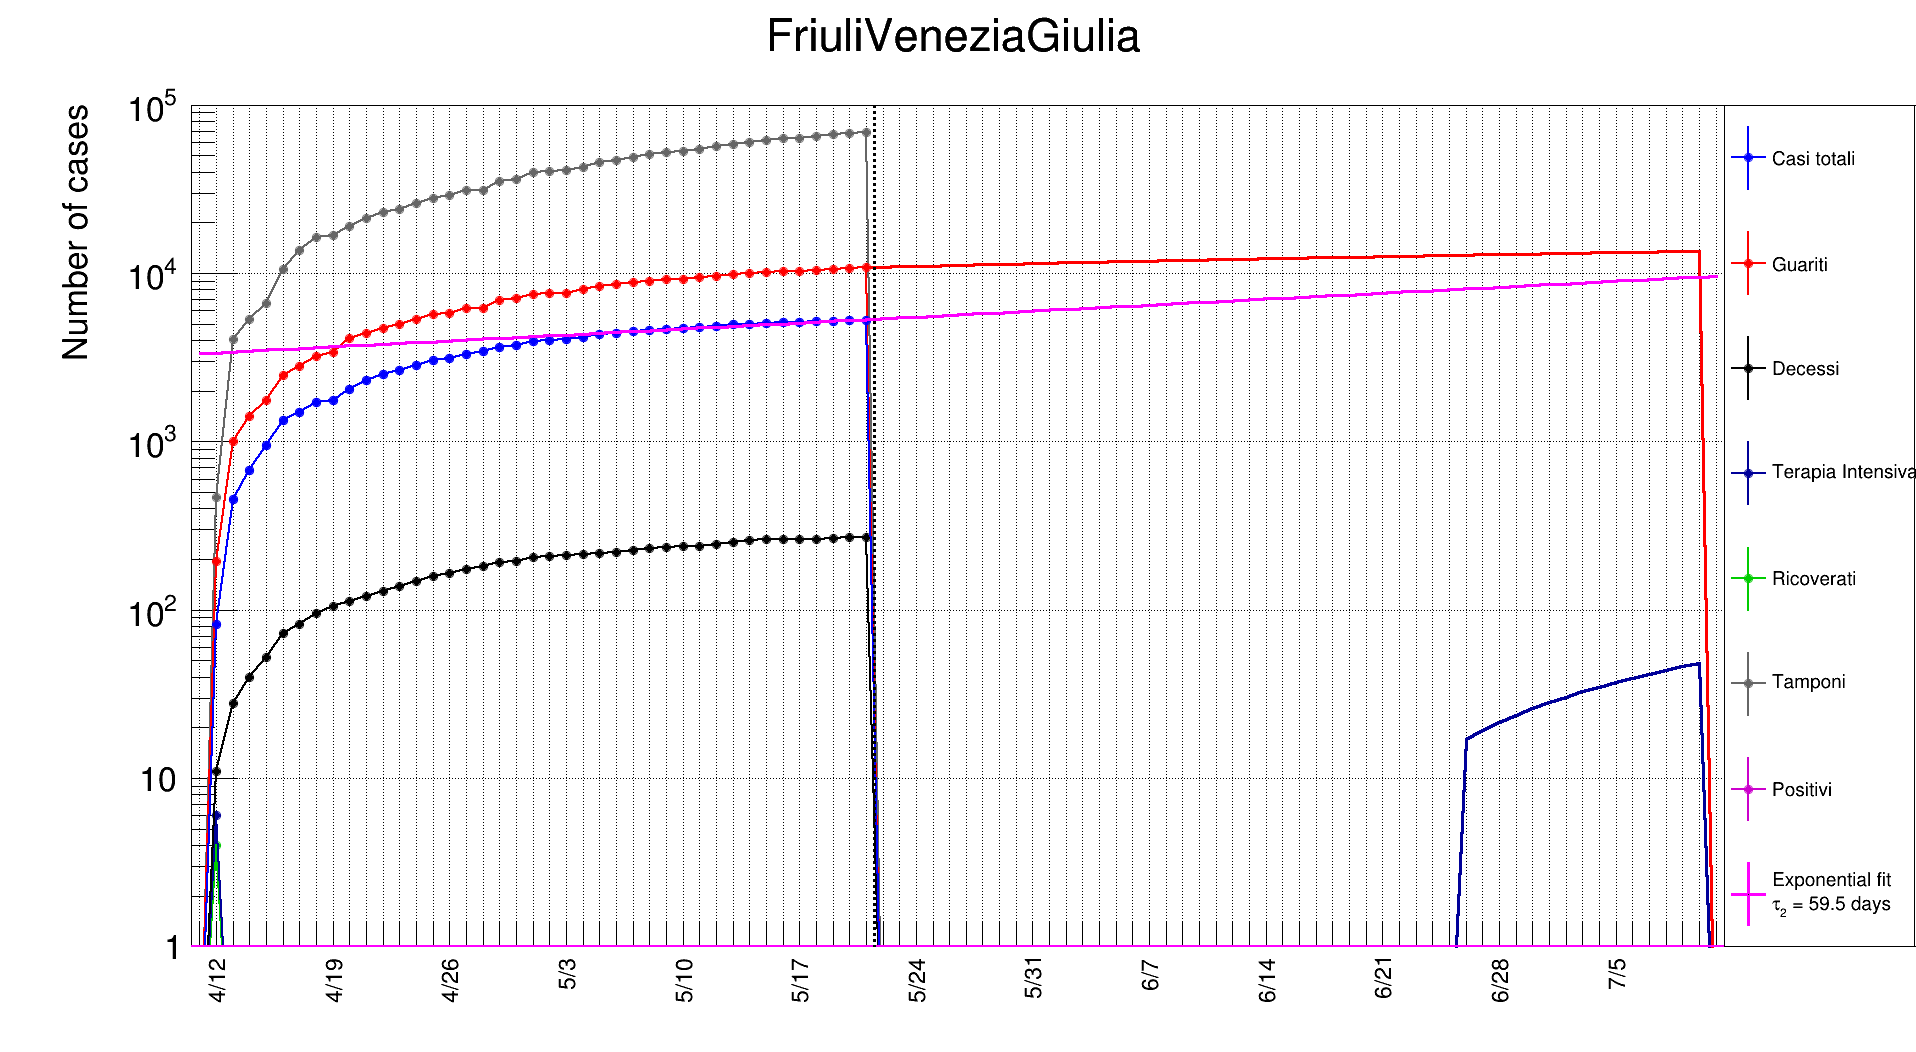 FriuliVeneziaGiulia
Number of cases
10^5
10^4
10^3
10^2
10
1
4/12
4/19
4/26
5/3
5/10
5/17
5/24
5/31
6/7
6/14
6/21
6/28
7/5
Casi totali
Guariti
Decessi
Terapia Intensiva
Ricoverati
Tamponi
Positivi
Exponential fit
τ₂ = 59.5 days